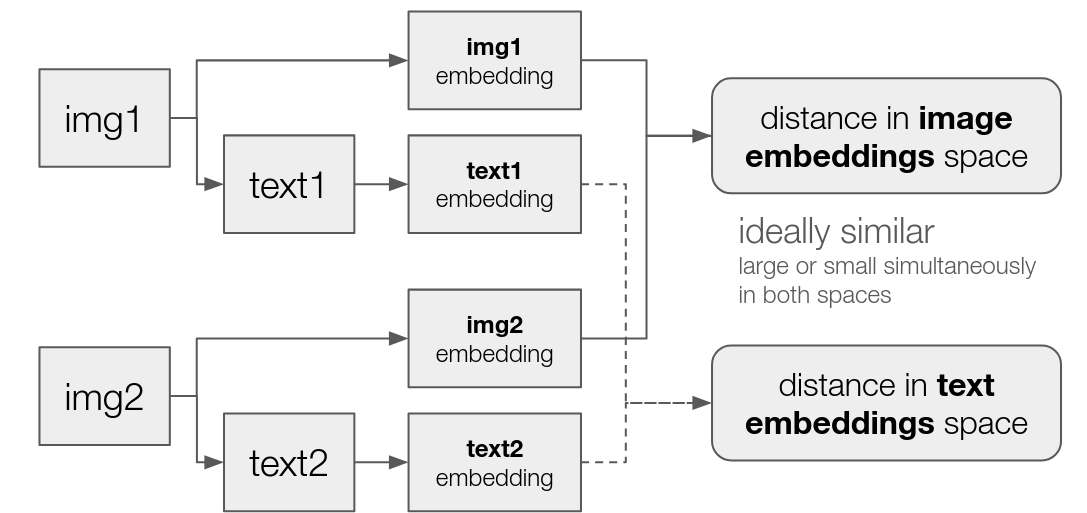 img1
img1
embedding
text1
text1
embedding
distance in image
embeddings space
ideally similar
large or small simultaneously
in both spaces
img2
img2
embedding
text2
text2
embedding
distance in text
embeddings space